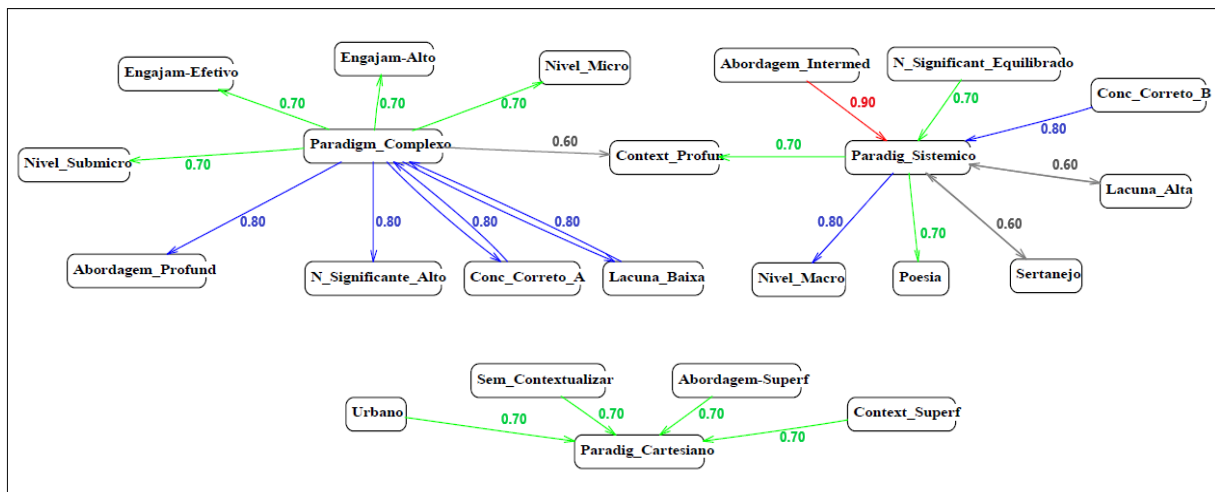 Engajam-Alto
Engajam-Efetivo
Nivel_Micro
Abordagem_Intermed
N_Significant_Equilibrado
Conc_Correto_B
0.70
0.70
0.70
0.90
0.70
0.80
Nivel_Submicro
0.70
Paradigm_Complexo
0.60
Context_Profun
0.70
Paradig_Sistemico
0.60
Lacuna_Alta
0.80
0.80
0.80
0.80
0.80
0.70
0.60
Abordagem_Profund
N_Significante_Alto
Conc_Correto_A
Lacuna_Baixa
Nivel_Macro
Poesia
Sertanejo
Sem_Contextualizar
Abordagem-Superf
Urbano
0.70
0.70
0.70
0.70
Context_Superf
Paradig_Cartesiano